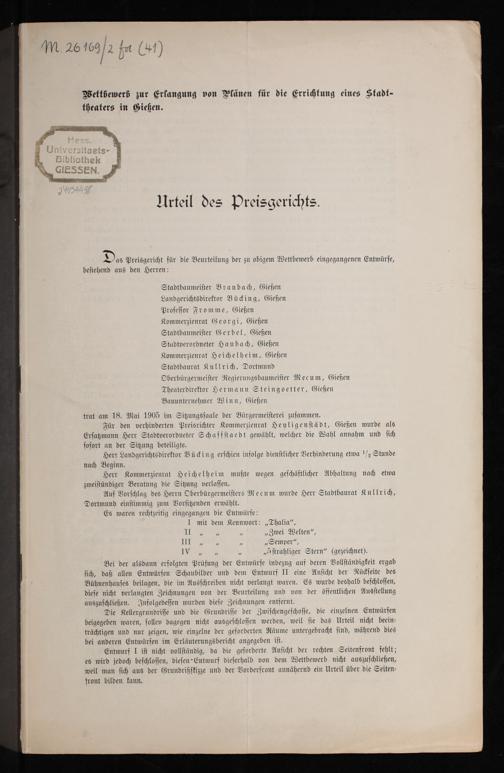 M. 26169/2 fol (41)
Wettbewerb zur Erlangung von Plänen für die Errichtung eines Stadt-
theaters in Gießen.
Hess.
Universitaets-
Bibliothek
GIESSEN.
Urteil des Preisgerichts.
Das Preisgericht für die Beurteilung der zu obigem Wettbewerb eingegangenen Entwürfe,
bestehend aus den Herren:
Stadtbaumeister Braubach, Gießen
Landgerichtsdirektor Bücking, Gießen
Professor Fromme, Gießen
Kommerzienrat Georgi, Gießen
Stadtbaumeister Gerbel, Gießen
Stadtverordneter Haubach, Gießen
Kommerzienrat Heichelheim, Gießen
Stadtbaurat Kullrich, Dortmund
Oberbürgermeister Regierungsbaumeister Mecum, Gießen
Theaterdirektor Hermann Steingoetter, Gießen
Bauunternehmer Winn, Gießen
trat am 18. Mai 1905 im Sitzungssaale der Bürgermeisterei zusammen.
Für den verhinderten Preisrichter Kommerzienrat Heyligenstädt, Gießen wurde als
Ersatzmann Herr Stadtverordneter Schaffstaedt gewählt, welcher die Wahl annahm und sich
sofort an der Sitzung beteiligte.
Herr Landgerichtsdirektor Bücking erschien infolge dienstlicher Verhinderung etwa 1/2 Stunde
nach Beginn.
Herr Kommerzienrat Heichelheim mußte wegen geschäftlicher Abhaltung nach etwa
zweistündiger Beratung die Sitzung verlassen.
Auf Vorschlag des Herrn Oberbürgermeisters Mecum wurde Herr Stadtbaurat Kullrich,
Dortmund einstimmig zum Vorsitzenden erwählt.
Es waren rechtzeitig eingegangen die Entwürfe:
I mit dem Kennwort: „Thalia“,
II „ „ „ „Zwei Welten“,
III „ „ „ „Semper“,
IV „ „ „ „5strahliger Stern“ (gezeichnet).
Bei der alsdann erfolgten Prüfung der Entwürfe inbezug auf deren Vollständigkeit ergab
sich, daß allen Entwürfen Schaubilder und dem Entwurf II eine Ansicht der Rückseite des
Bühnenhauses beilagen, die im Ausschreiben nicht verlangt waren. Es wurde deshalb beschlossen,
diese nicht verlangten Zeichnungen von der Beurteilung und von der öffentlichen Ausstellung
auszuschließen. Infolgedessen wurden diese Zeichnungen entfernt.
Die Kellergrundrisse und die Grundrisse der Zwischengeschosse, die einzelnen Entwürfen
beigegeben waren, sollen dagegen nicht ausgeschlossen werden, weil sie das Urteil nicht beein-
trächtigen und nur zeigen, wie einzelne der geforderten Räume untergebracht sind, während dies
bei anderen Entwürfen im Erläuterungsbericht angegeben ist.
Entwurf I ist nicht vollständig, da die geforderte Ansicht der rechten Seitenfront fehlt;
es wird jedoch beschlossen, diesen Entwurf dieserhalb von dem Wettbewerb nicht auszuschließen,
weil man sich aus der Grundrißskizze und der Vorderfront annähernd ein Urteil über die Seiten-
front bilden kann.